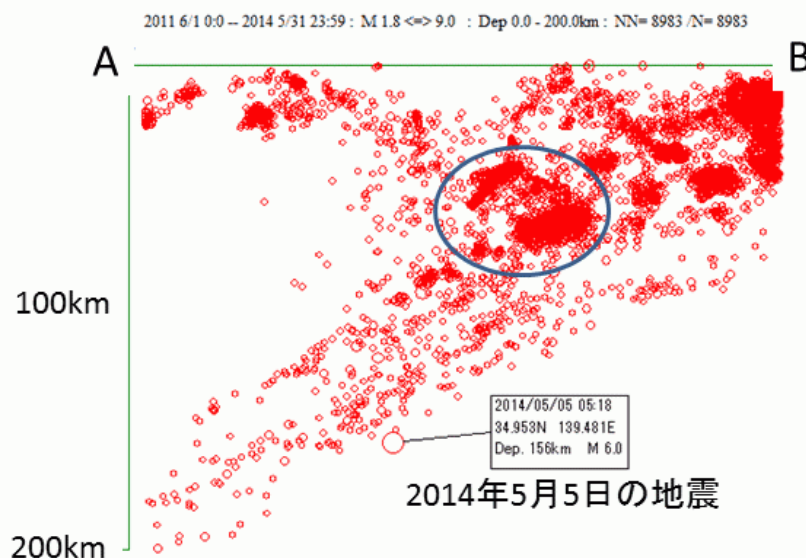 2011 6/1 0:0 -- 2014 5/31 23:59 : M 1.8 <=> 9.0 : Dep 0.0 - 200.0km : NN= 8983 /N= 8983
A
B
100km
2014/05/05 05:18
34.953N 139.481E
Dep. 156km M 6.0
2014年5月5日の地震
200km